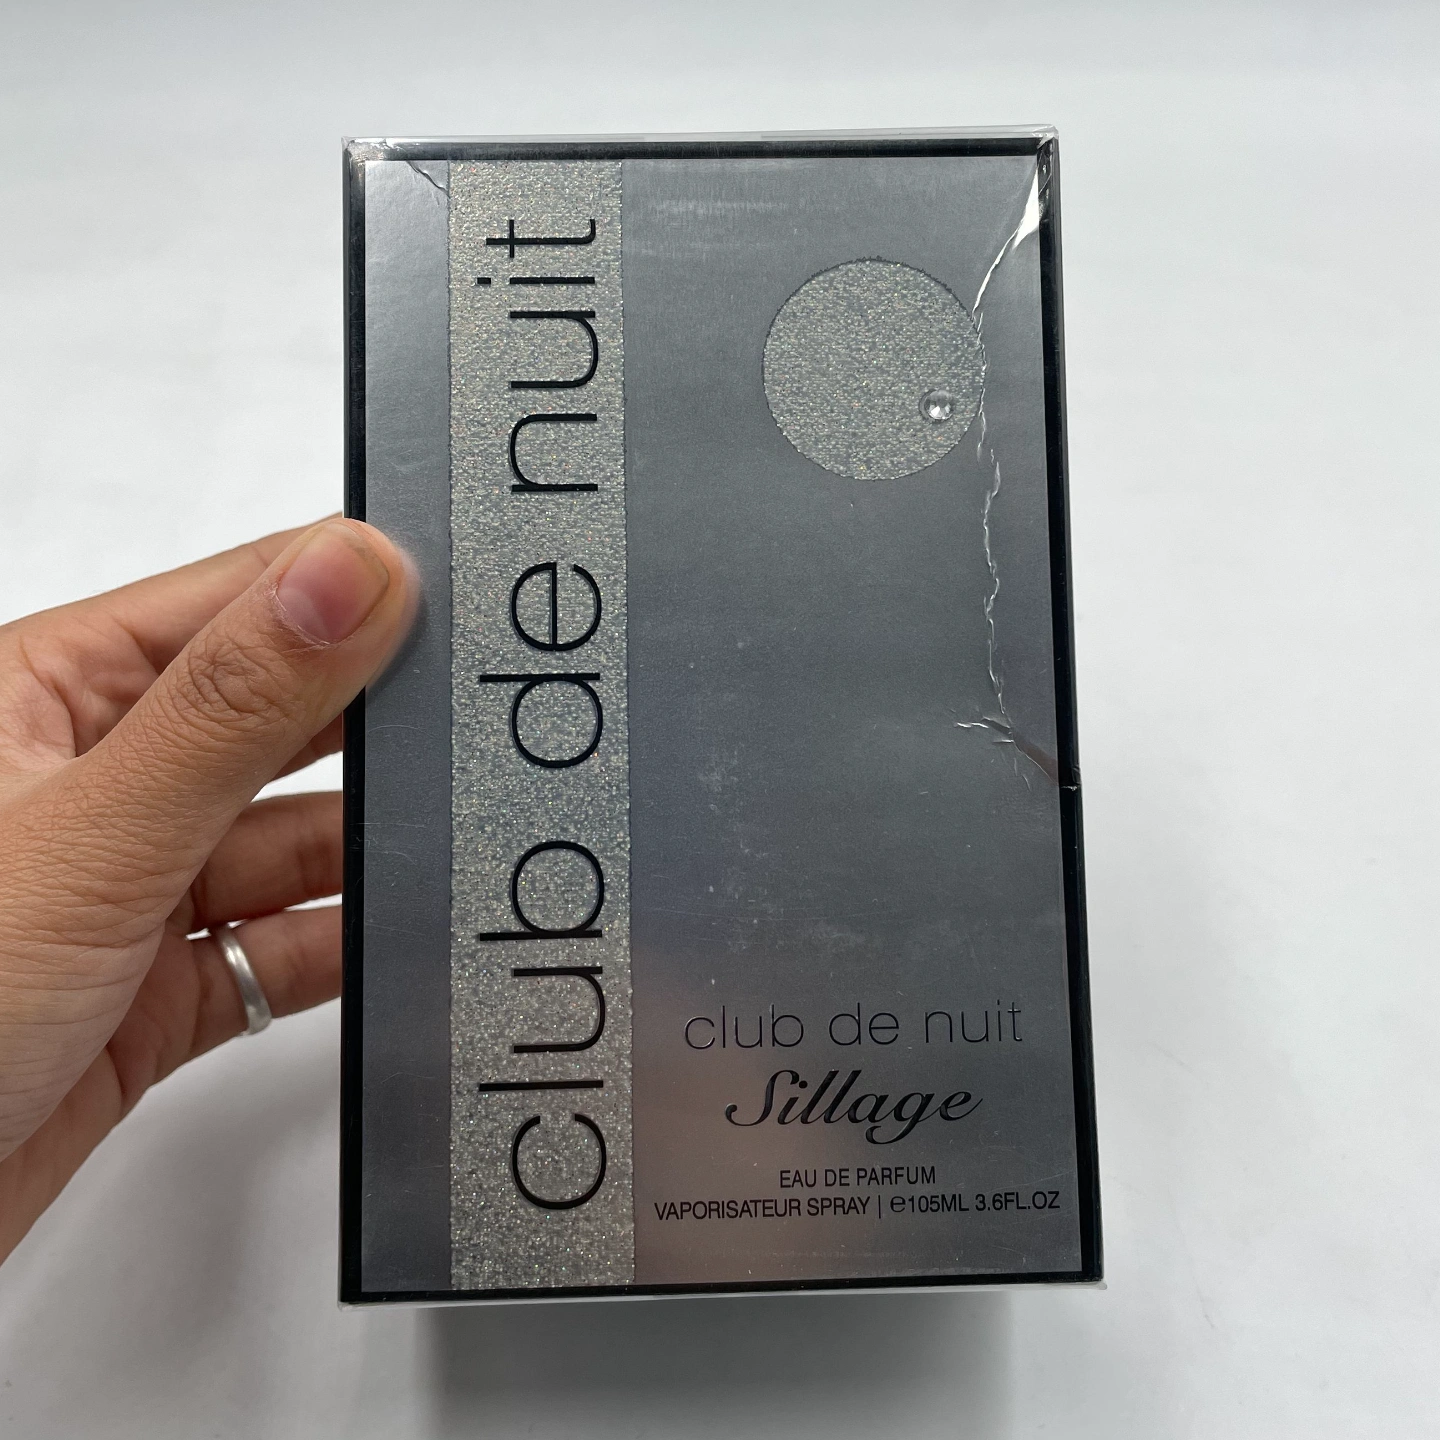 club de nuit
club de nuit
Sillage
EAU DE PARFUM
VAPORISATEUR SPRAY | ℮105ML 3.6FL.OZ